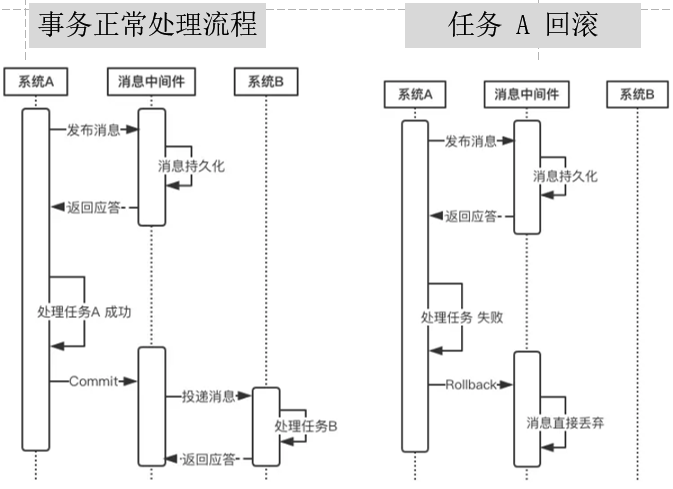 事务正常处理流程
系统A
消息中间件
系统B
发布消息
消息持久化
返回应答
处理任务A 成功
Commit
投递消息
处理任务B
返回应答
任务 A 回滚
系统A
消息中间件
系统B
发布消息
消息持久化
返回应答
处理任务 失败
Rollback
消息直接丢弃